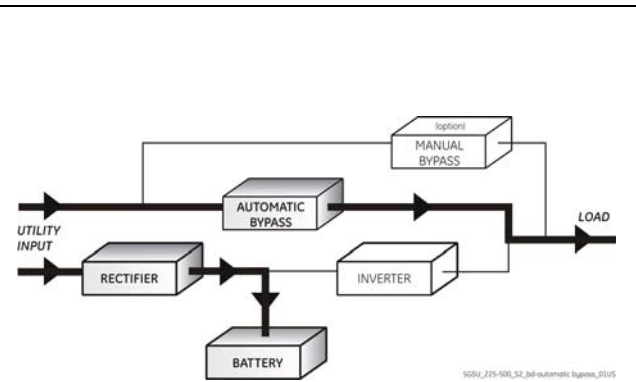 (option)
MANUAL
BYPASS
AUTOMATIC
BYPASS
LOAD
UTILITY
INPUT
RECTIFIER
INVERTER
BATTERY
SGSU_225-500_S2_bd-automatic bypass_01US